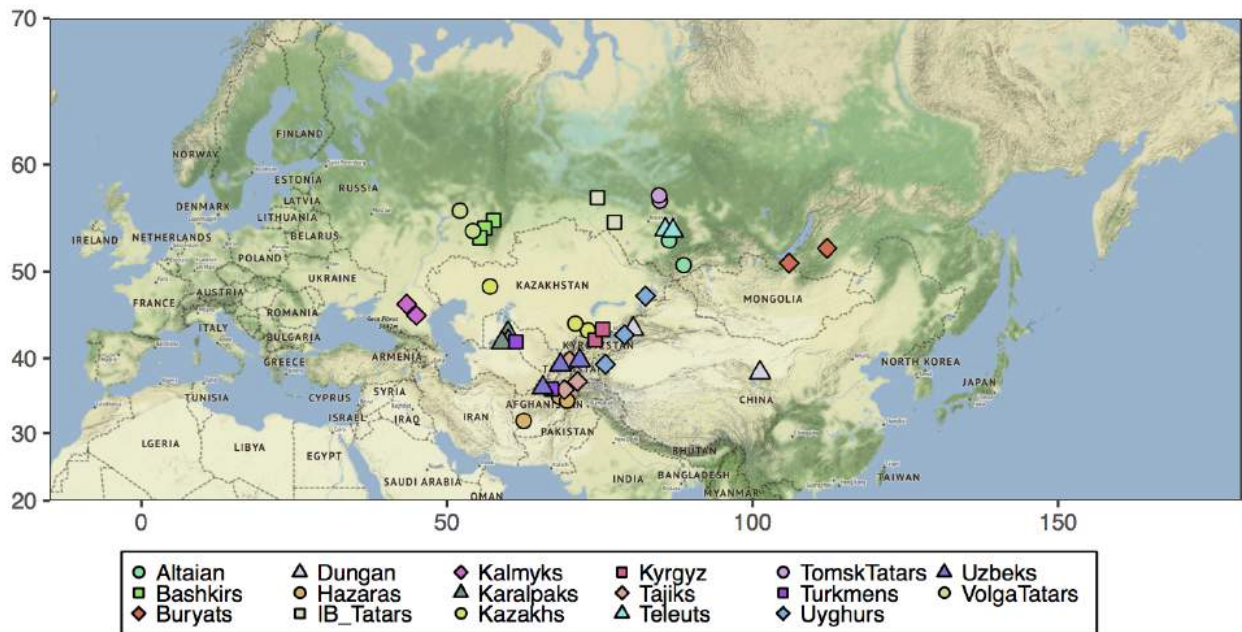 70
60
50
40
30
20
NORWAY
FINLAND
ESTONIA
RUSSIA
LATVIA
DENMARK
LITHUANIA
IRELAND
NETHERLANDS
BELARUS
POLAND
UKRAINE
KAZAKHSTAN
MONGOLIA
FRANCE
AUSTRIA
ROMANIA
ITALY
BULGARIA
GREECE
ARMENIA
NORTH KOREA
JAPAN
CHINA
TUNISIA
CYPRUS
SYRIA
ISRAEL
IRAQ
IRAN
AFGHANISTAN
PAKISTAN
LGERIA
LIBYA
EGYPT
BHUTAN
SAUDI ARABIA
INDIA
BANGLADESH
TAIWAN
OMAN
MYANMAR
0 50 100 150
Altaian Dungan Kalmyks Kyrgyz TomskTatars Uzbeks
Bashkirs Hazaras Karalpaks Tajiks Turkmens VolgaTatars
Buryats IB_Tatars Kazakhs Teleuts Uyghurs